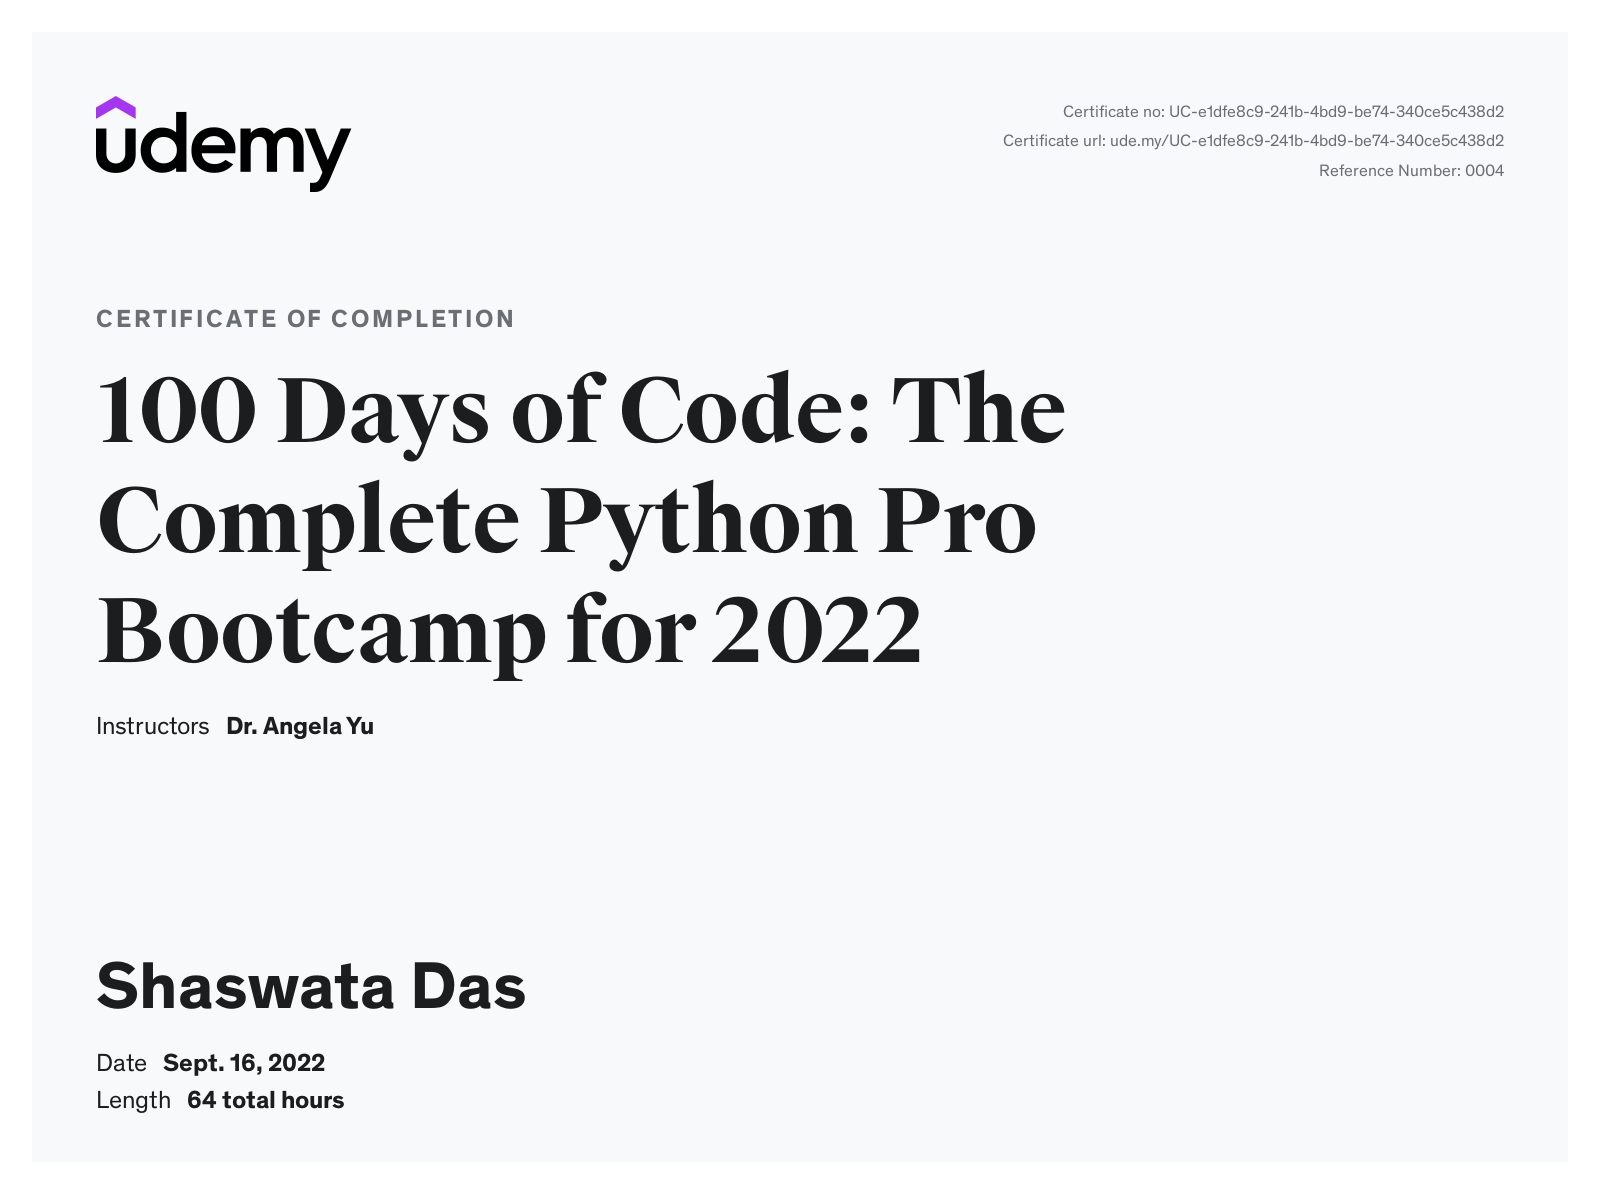 udemy
Certificate no: UC-e1dfe8c9-241b-4bd9-be74-340ce5c438d2
Certificate url: ude.my/UC-e1dfe8c9-241b-4bd9-be74-340ce5c438d2
Reference Number: 0004
CERTIFICATE OF COMPLETION
100 Days of Code: The
Complete Python Pro
Bootcamp for 2022
Instructors Dr. Angela Yu
Shaswata Das
Date Sept. 16, 2022
Length 64 total hours